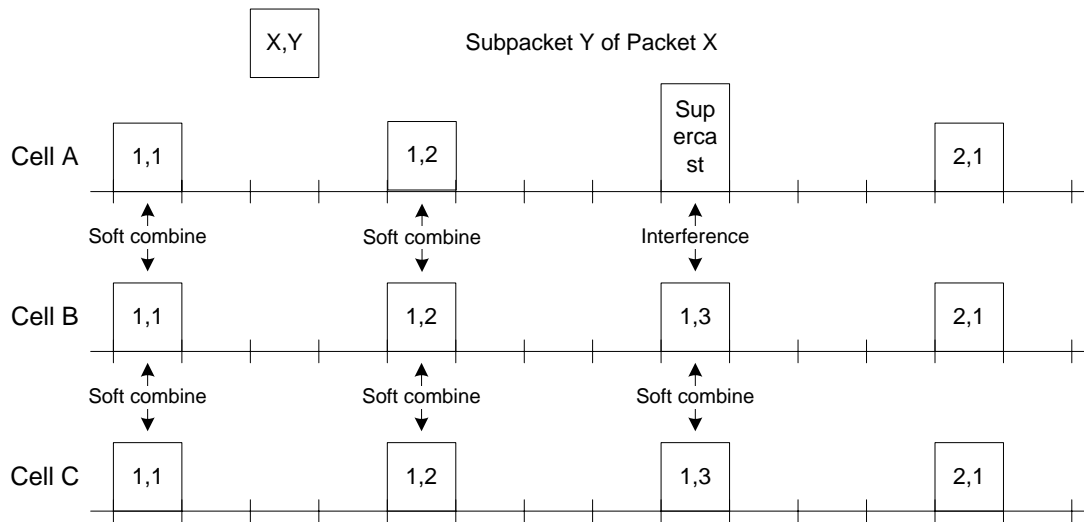 X,Y Subpacket Y of Packet X
Cell A 1,1 1,2 Sup
erca
st 2,1
Soft combine Soft combine Interference
Cell B 1,1 1,2 1,3 2,1
Soft combine Soft combine Soft combine
Cell C 1,1 1,2 1,3 2,1